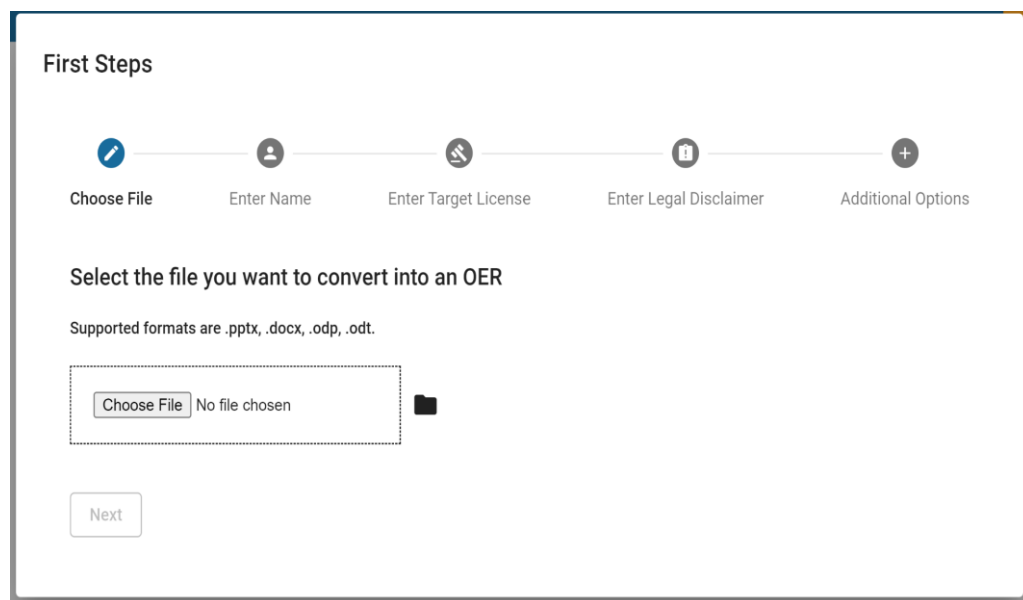 First Steps
Choose File
Enter Name
Enter Target License
Enter Legal Disclaimer
Additional Options
Select the file you want to convert into an OER
Supported formats are .pptx, .docx, .odp, .odt.
Choose File No file chosen
Next